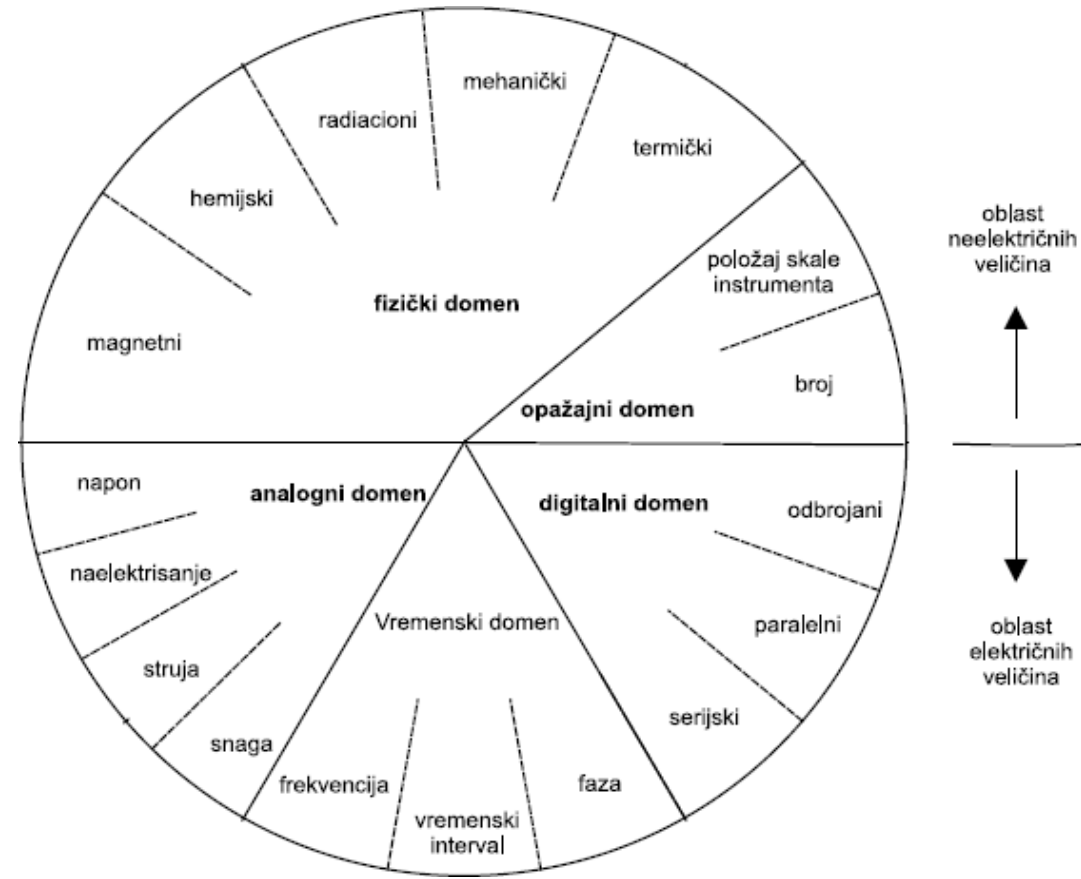 mehanički
radiacioni
termički
hemijski
oblast
neelektričnih
veličina
položaj skale
instrumenta
fizički domen
magnetni
broj
opažajni domen
napon
analogni domen
digitalni domen
odbrojani
naelektrisanje
Vremenski domen
paralelni
oblast
električnih
veličina
struja
serijski
snaga
frekvencija
faza
vremenski
interval